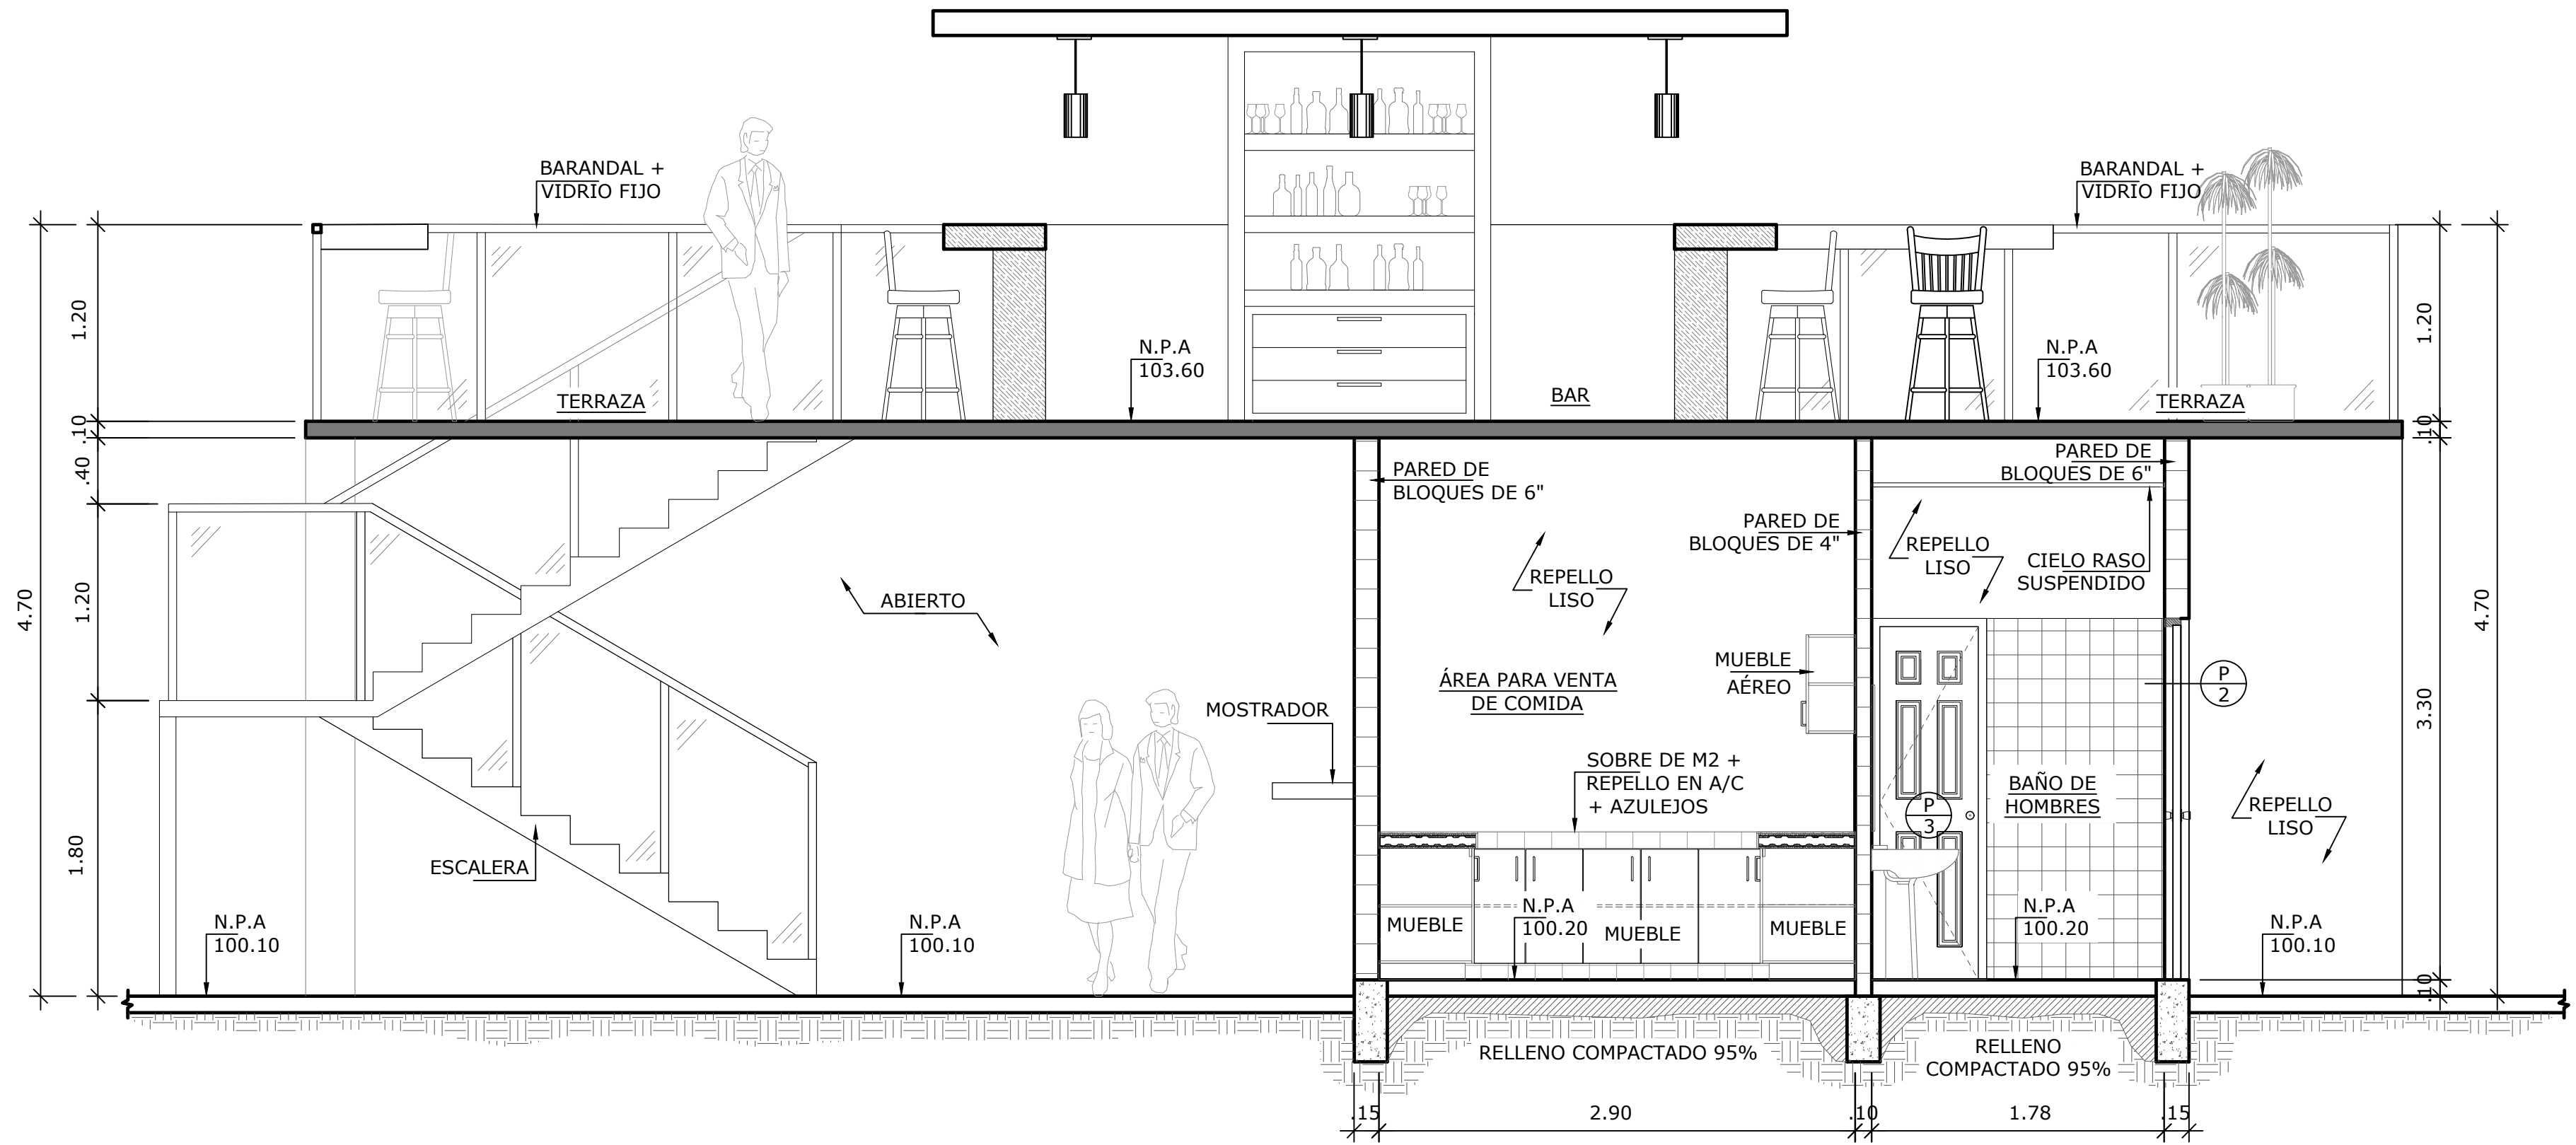 BARANDAL +
VIDRIO FIJO
BARANDAL +
VIDRIO FIJO
4.70
1.20
.10
.40
1.20
1.80
N.P.A
103.60
N.P.A
103.60
TERRAZA
BAR
TERRAZA
1.20
.10
3.30
.10
4.70
PARED DE
BLOQUES DE 6"
PARED DE
BLOQUES DE 4"
PARED DE
BLOQUES DE 6"
REPELLO
LISO
REPELLO
LISO
CIELO RASO
SUSPENDIDO
ABIERTO
MUEBLE
AÉREO
ÁREA PARA VENTA
DE COMIDA
P
2
MOSTRADOR
SOBRE DE M2 +
REPELLO EN A/C
+ AZULEJOS
BAÑO DE
HOMBRES
P
3
REPELLO
LISO
ESCALERA
N.P.A
100.10
N.P.A
100.10
MUEBLE
N.P.A
100.20
MUEBLE
MUEBLE
N.P.A
100.20
N.P.A
100.10
RELLENO COMPACTADO 95%
RELLENO
COMPACTADO 95%
.15
2.90
.10
1.78
.15